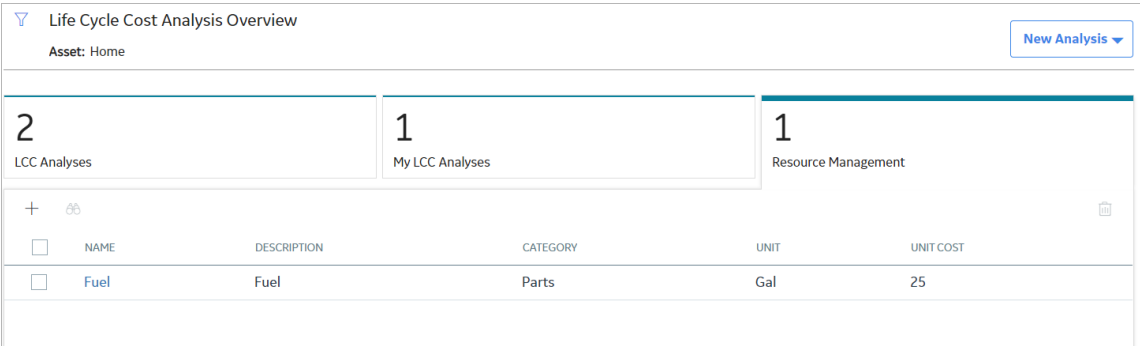 Life Cycle Cost Analysis Overview
Asset: Home
New Analysis
2
LCC Analyses
1
My LCC Analyses
1
Resource Management
NAME DESCRIPTION CATEGORY UNIT UNIT COST
Fuel Fuel Parts Gal 25